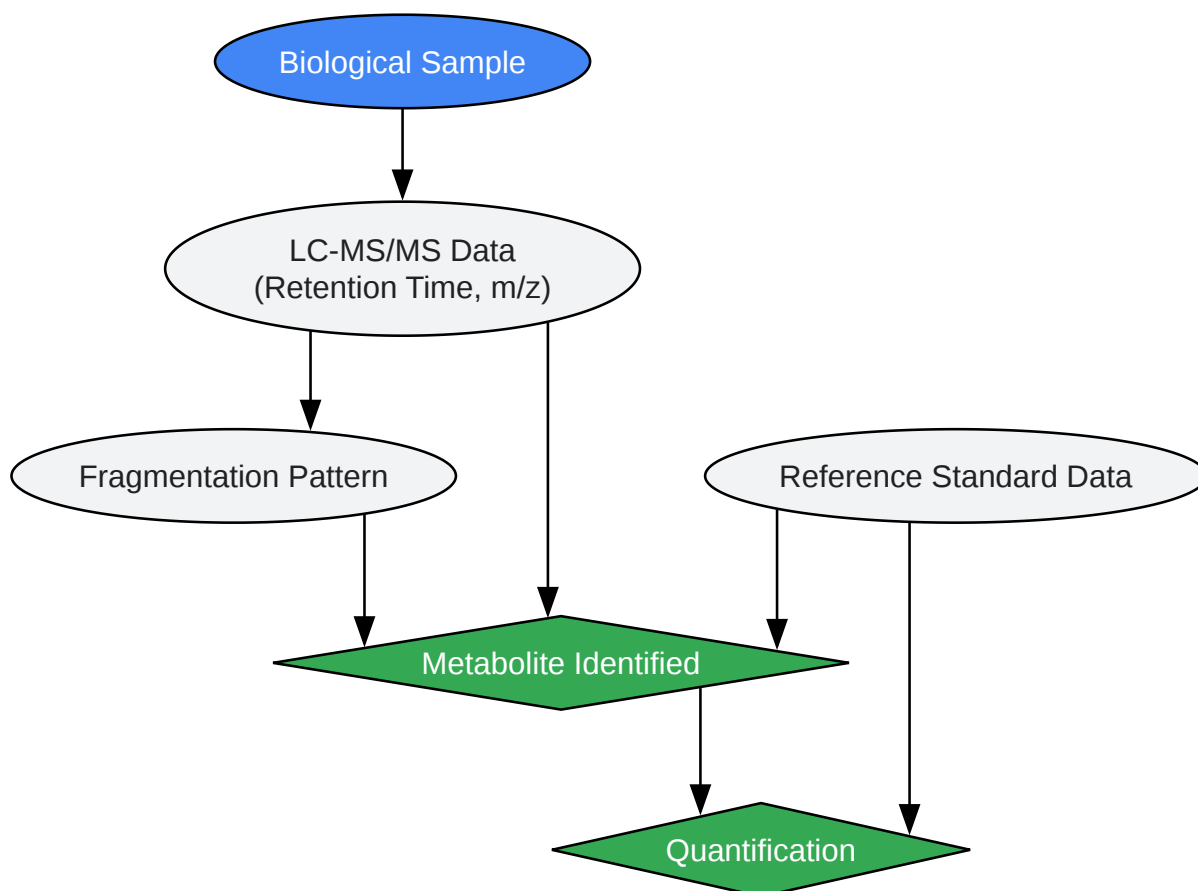 Biological Sample
LC-MS/MS Data
(Retention Time, m/z)
Fragmentation Pattern
Reference Standard Data
Metabolite Identified
Quantification